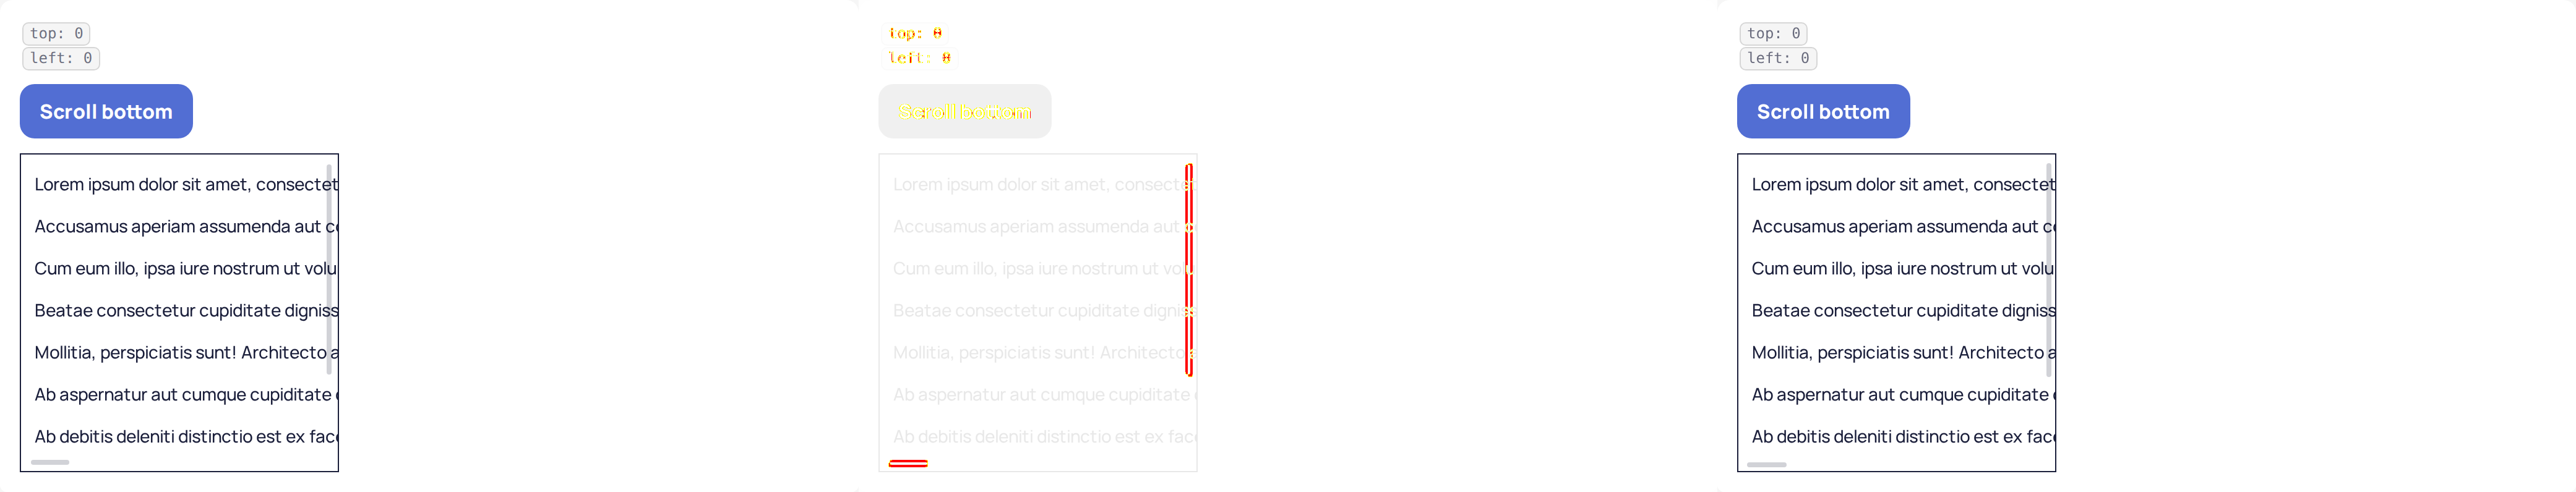 top: 0
left: 0
Scroll bottom
Lorem ipsum dolor sit amet, consectet
Accusamus aperiam assumenda aut c
Cum eum illo, ipsa iure nostrum ut volu
Beatae consectetur cupiditate digniss
Mollitia, perspiciatis sunt! Architecto a
Ab aspernatur aut cumque cupiditate
Ab debitis deleniti distinctio est ex fac
top: 0
left: 0
Scroll bottom
Lorem ipsum dolor sit amet, consectet
Accusamus aperiam assumenda aut c
Cum eum illo, ipsa iure nostrum ut volu
Beatae consectetur cupiditate digniss
Mollitia, perspiciatis sunt! Architecto a
Ab aspernatur aut cumque cupiditate
Ab debitis deleniti distinctio est ex fac
top: 0
left: 0
Scroll bottom
Lorem ipsum dolor sit amet, consectet
Accusamus aperiam assumenda aut c
Cum eum illo, ipsa iure nostrum ut volu
Beatae consectetur cupiditate digniss
Mollitia, perspiciatis sunt! Architecto a
Ab aspernatur aut cumque cupiditate
Ab debitis deleniti distinctio est ex fac